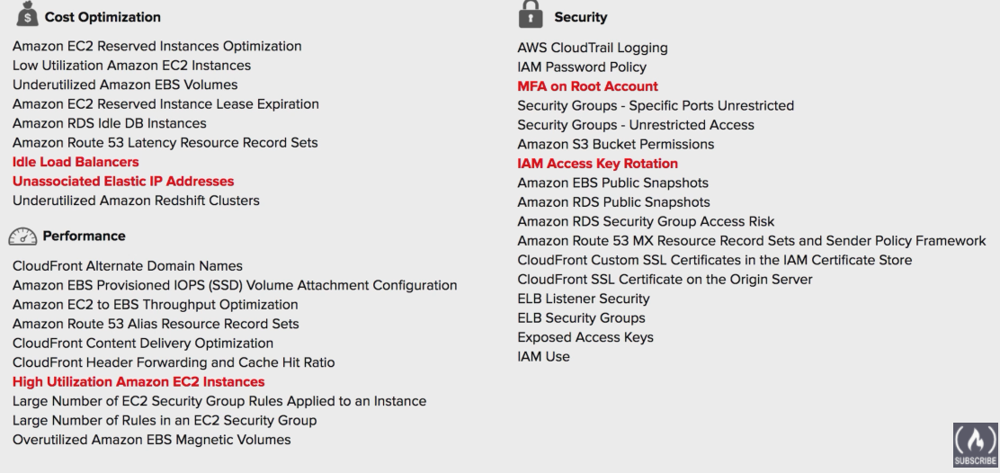 Cost Optimization
Amazon EC2 Reserved Instances Optimization
Low Utilization Amazon EC2 Instances
Underutilized Amazon EBS Volumes
Amazon EC2 Reserved Instance Lease Expiration
Amazon RDS Idle DB Instances
Amazon Route 53 Latency Resource Record Sets
Idle Load Balancers
Unassociated Elastic IP Addresses
Underutilized Amazon Redshift Clusters
Performance
CloudFront Alternate Domain Names
Amazon EBS Provisioned IOPS (SSD) Volume Attachment Configuration
Amazon EC2 to EBS Throughput Optimization
Amazon Route 53 Alias Resource Record Sets
CloudFront Content Delivery Optimization
CloudFront Header Forwarding and Cache Hit Ratio
High Utilization Amazon EC2 Instances
Large Number of EC2 Security Group Rules Applied to an Instance
Large Number of Rules in an EC2 Security Group
Overutilized Amazon EBS Magnetic Volumes
Security
AWS CloudTrail Logging
IAM Password Policy
MFA on Root Account
Security Groups - Specific Ports Unrestricted
Security Groups - Unrestricted Access
Amazon S3 Bucket Permissions
IAM Access Key Rotation
Amazon EBS Public Snapshots
Amazon RDS Public Snapshots
Amazon RDS Security Group Access Risk
Amazon Route 53 MX Resource Record Sets and Sender Policy Framework
CloudFront Custom SSL Certificates in the IAM Certificate Store
CloudFront SSL Certificate on the Origin Server
ELB Listener Security
ELB Security Groups
Exposed Access Keys
IAM Use
SUBSCRIBE